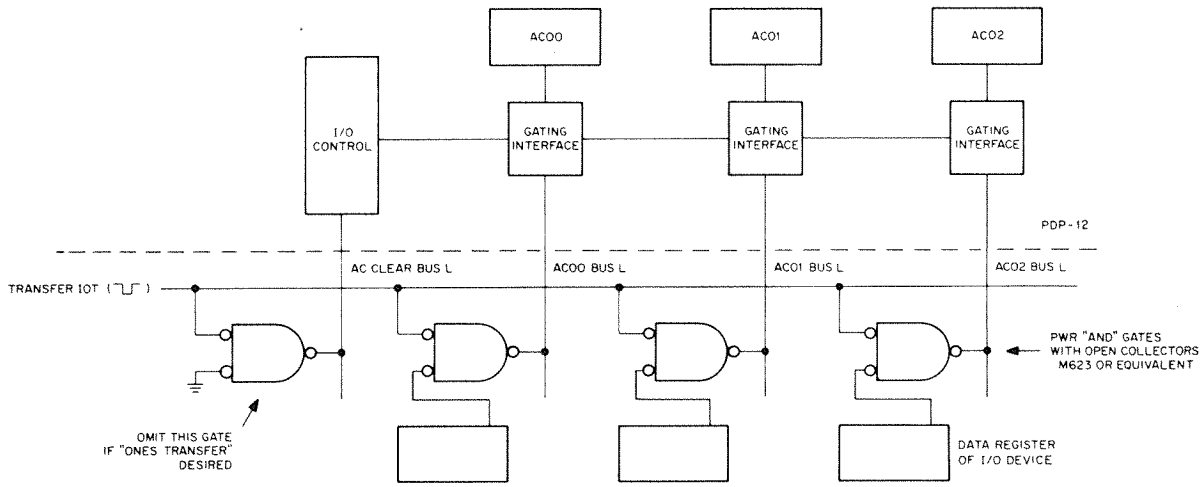 AC00
AC01
AC02
I/O
CONTROL
GATING
INTERFACE
GATING
INTERFACE
GATING
INTERFACE
PDP-12
AC CLEAR BUS L
AC00 BUS L
AC01 BUS L
AC02 BUS L
TRANSFER IOT ( )
PWR "AND" GATES
WITH OPEN COLLECTORS
M623 OR EQUIVALENT
OMIT THIS GATE
IF "ONES TRANSFER"
DESIRED
DATA REGISTER
OF I/O DEVICE